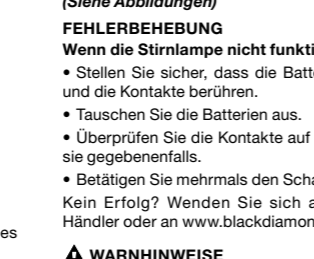 (Siehe Abbildungen)
FEHLERBEHEBUNG
Wenn die Stirnlampe nicht
• Stellen Sie sicher, dass die
und die Kontakte berühren.
• Tauschen Sie die Batterien aus.
• Überprüfen Sie die Kontakte auf
sie gegebenenfalls.
• Betätigen Sie mehrmals den
Kein Erfolg? Wenden Sie sich
Händler oder an
es
WARNHINWEISE